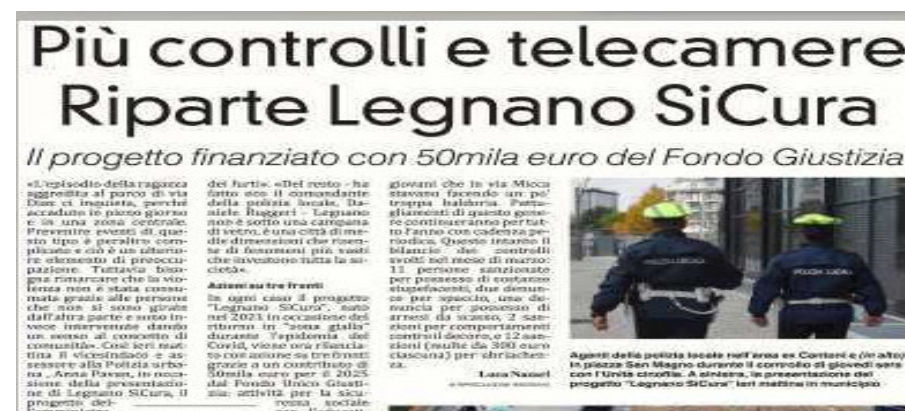 Più controlli e telecamere
Riparte Legnano SiCura
Il progetto finanziato con 50mila euro del Fondo Giustizia
«L'episodio della ragazza
aggredita al parco di via
Diaz ci inquieta, perché
accaduto in pieno giorno
e in una zona centrale.
Prevenire eventi di que-
sto tipo è peraltro com-
plicato e ciò è un ulterio-
re elemento di preoccu-
pazione. Tuttavia biso-
gna rimarcare che la vio-
lenza non è stata consu-
mata grazie alle persone
che non si sono girate
dall'altra parte e sono in-
vece intervenute dando
un senso al concetto di
comunità». Così ieri mat-
tina il vicesindaco e as-
sessore alla Polizia urba-
na, Anna Pavan, in occa-
sione della presentazio-
ne di Legnano SiCura, il
progetto del-
dei furti». «Del resto - ha
fatto eco il comandante
della polizia locale, Da-
niele Ruggeri - Legnano
non è sotto una campana
di vetro, è una città di me-
die dimensioni che risen-
te di fenomeni più vasti
che investono tutta la so-
cietà».
Azioni su tre fronti
In ogni caso il progetto
"Legnano SiCura", nato
nel 2021 in occasione del
ritorno in "zona gialla"
durante l'epidemia del
Covid, viene ora rilancia-
to con azione su tre fronti
grazie a un contributo di
50mila euro per il 2025
dal Fondo Unico Giusti-
zia: attività per la sicu-
rezza sociale
giovani che in via Micca
stavano facendo un po'
troppa baldoria. Pattu-
gliamenti di questo gene-
re continueranno per tut-
to l'anno con cadenza pe-
riodica. Questo intanto il
bilancio dei controlli
svolti nel mese di marzo:
11 persone sanzionate
per possesso di sostanze
stupefacenti, due denun-
ce per spaccio, una de-
nuncia per possesso di
arnesi da scasso, 2 san-
zioni per comportamenti
contro il decoro, e 12 san-
zioni (multe da 300 euro
ciascuna) per ubriachez-
za.
Luca Nazari
POLIZIA LOCALE
POLIZIA LOCALE
Agenti della polizia locale nell'area ex Cantoni e (in alto)
in piazza San Magno durante il controllo di giovedì sera
con l'Unità cinofila. A sinistra, la presentazione del
progetto "Legnano SiCura" ieri mattina in municipio